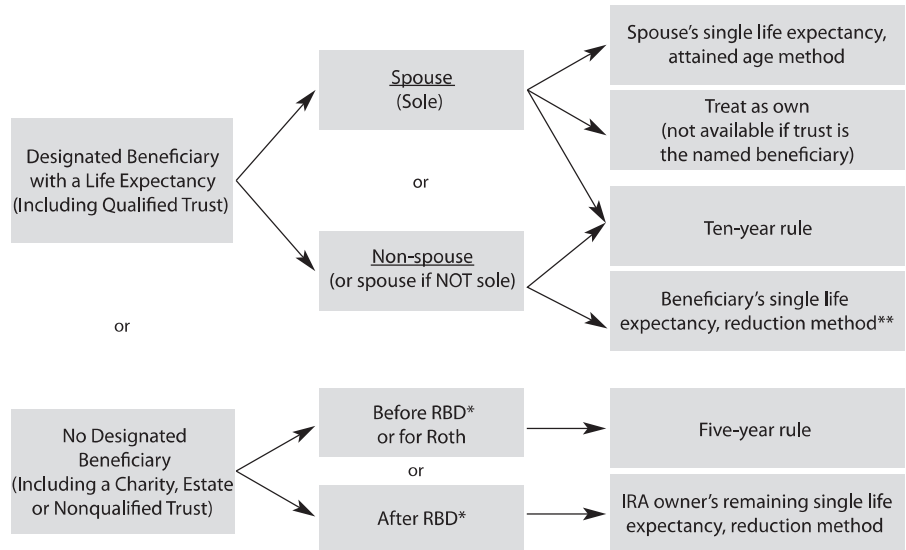 Designated Beneficiary
with a Life Expectancy
(Including Qualified Trust)
Spouse
(Sole)
or
Non-spouse
(or spouse if NOT sole)
Spouse's single life expectancy,
attained age method
Treat as own
(not available if trust is
the named beneficiary)
Ten-year rule
Beneficiary's single life
expectancy, reduction method**
or
No Designated
Beneficiary
(Including a Charity, Estate
or Nonqualified Trust)
Before RBD*
or for Roth
or
After RBD*
Five-year rule
IRA owner's remaining single life
expectancy, reduction method